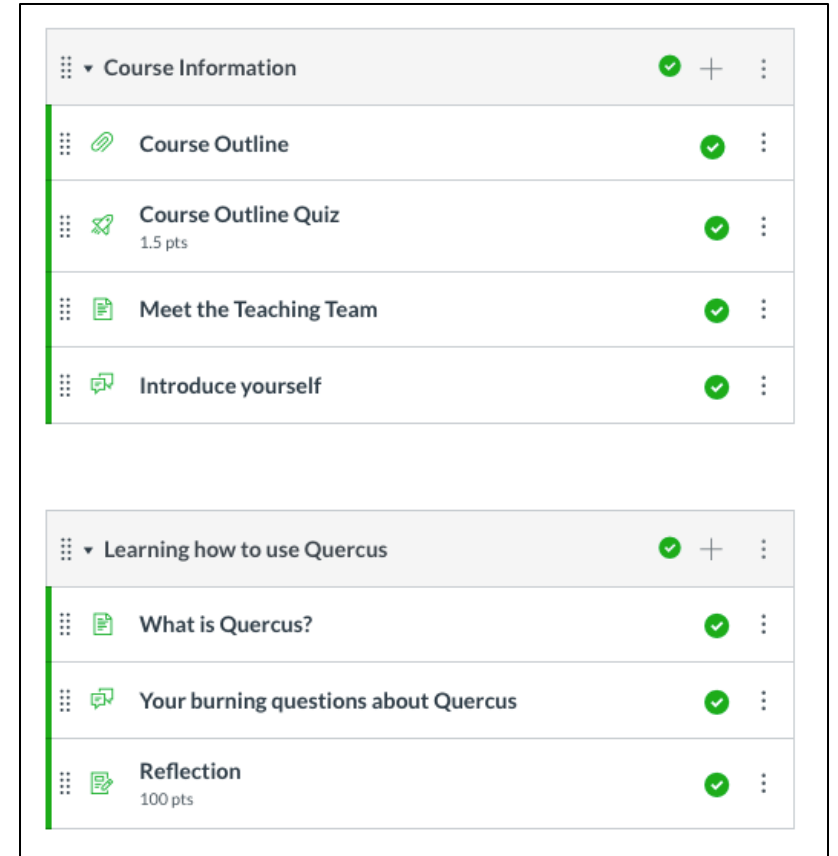 Course Information
Course Outline
Course Outline Quiz
1.5 pts
Meet the Teaching Team
Introduce yourself
Learning how to use Quercus
What is Quercus?
Your burning questions about Quercus
Reflection
100 pts